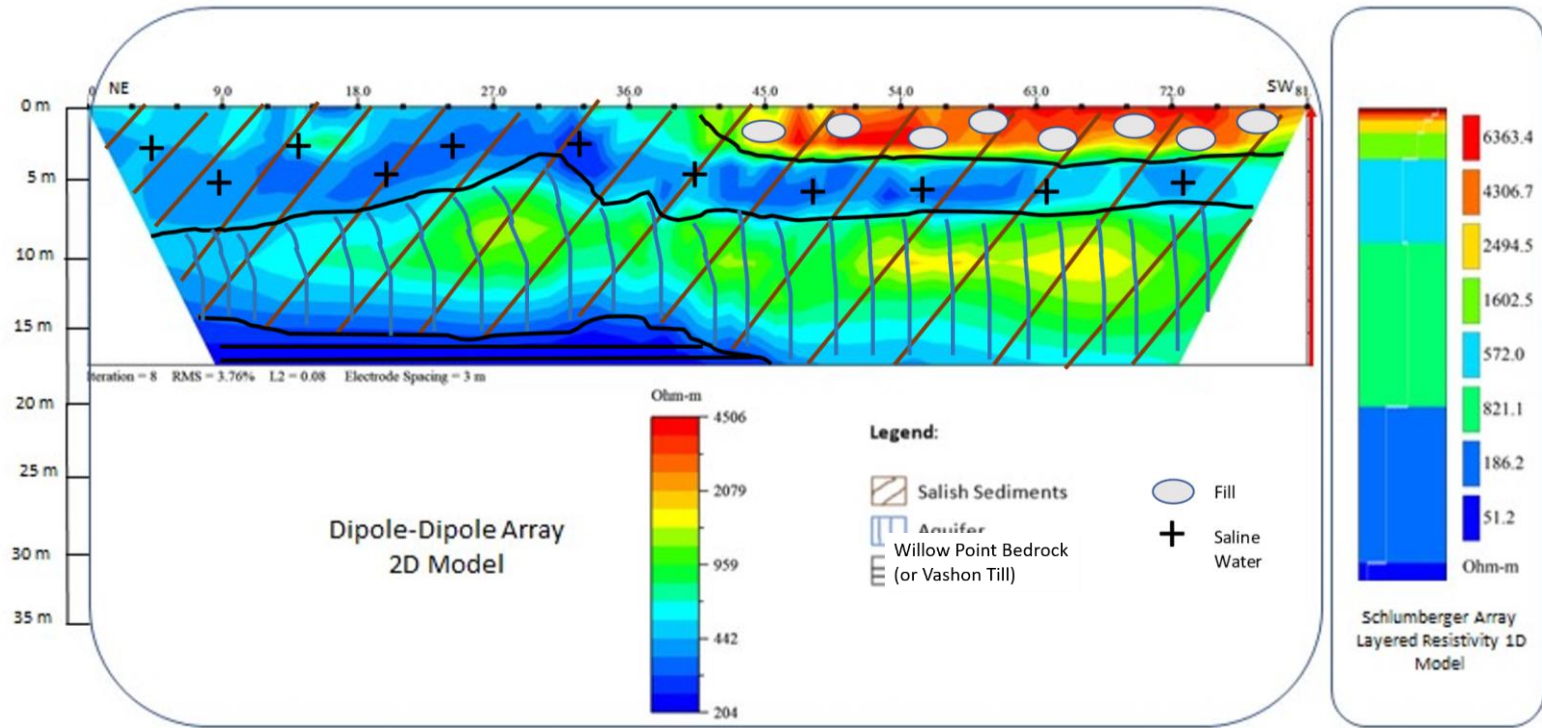 NE
SW
0 9.0 18.0 27.0 36.0 45.0 54.0 63.0 72.0 81
0 m
5 m
10 m
15 m
20 m
25 m
30 m
35 m
Iteration = 8 RMS = 3.76% L2 = 0.08 Electrode Spacing = 3 m
Dipole-Dipole Array
2D Model
Ohm-m
4506
2079
959
442
204
Legend:
Salish Sediments
Aquifer
Willow Point Bedrock
(or Vashon Till)
Fill
Saline
Water
6363.4
4306.7
2494.5
1602.5
572.0
821.1
186.2
51.2
Ohm-m
Schlumberger Array
Layered Resistivity 1D
Model